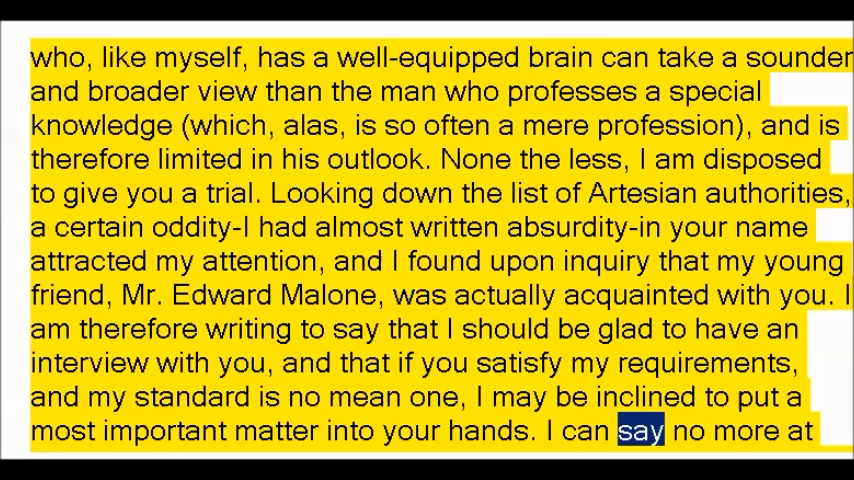 who, like myself, has a well-equipped brain can take a sounder
and broader view than the man who professes a special
knowledge (which, alas, is so often a mere profession), and is
therefore limited in his outlook. None the less, I am disposed
to give you a trial. Looking down the list of Artesian authorities,
a certain oddity-I had almost written absurdity-in your name
attracted my attention, and I found upon inquiry that my young
friend, Mr. Edward Malone, was actually acquainted with you. I
am therefore writing to say that I should be glad to have an
interview with you, and that if you satisfy my requirements,
and my standard is no mean one, I may be inclined to put a
most important matter into your hands. I can say no more at